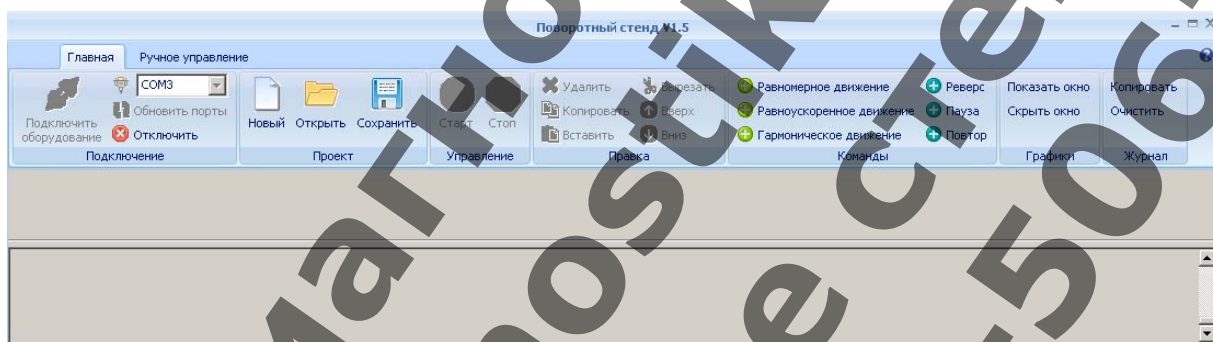 Поворотный стенд V1.5
Главная Ручное управление
COM3
Обновить порты
Подключить оборудование
Отключить
Подключение
Новый Открыть Сохранить
Проект
Старт Стоп
Управление
Удалить Вырезать
Копировать Вверх
Вставить Вниз
Правка
Равномерное движение Реверс
Равноускоренное движение Пауза
Гармоническое движение Повтор
Команды
Показать окно
Скрыть окно
Графики
Копировать
Очистить
Журнал